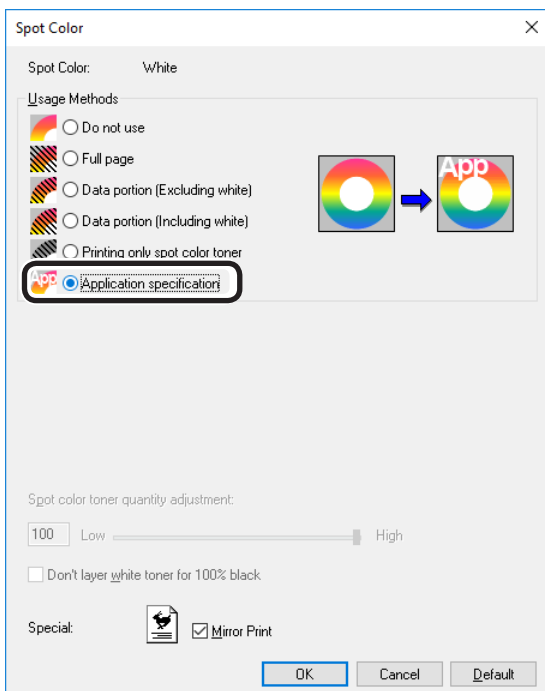 Spot Color
Spot Color: White
Usage Methods
Do not use
Full page
App
Data portion (Excluding white)
Data portion (Including white)
Printing only spot color toner
App Application specification
Spot color toner quantity adjustment:
100 Low High
Don't layer white toner for 100% black
Special: Mirror Print
OK Cancel Default